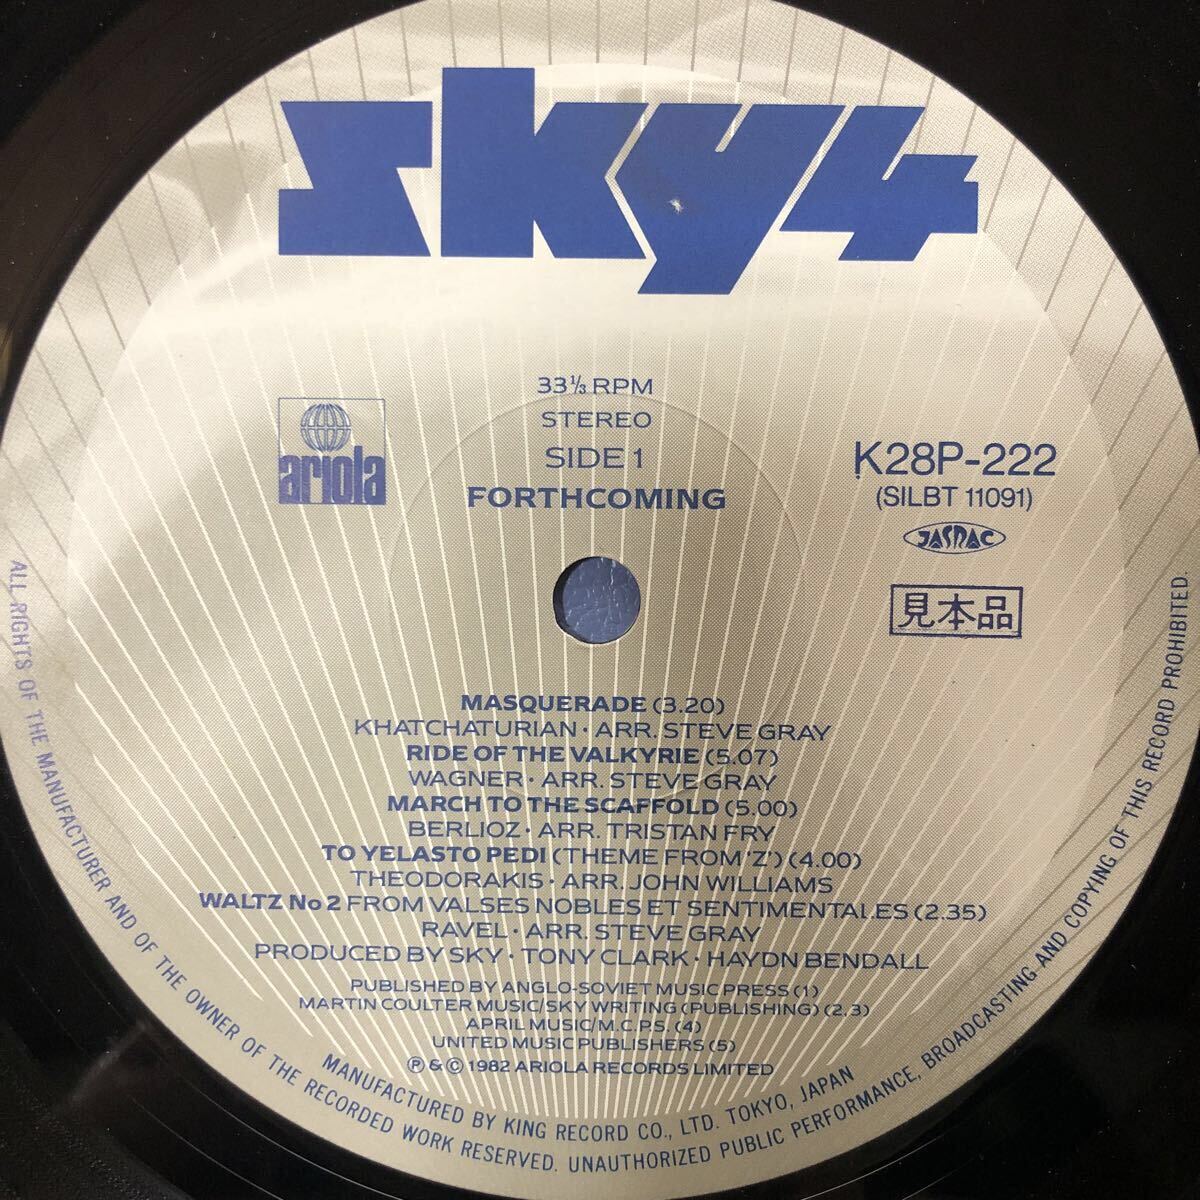 sky4
33⅓ RPM
STEREO
SIDE 1
FORTHCOMING
ariola
K28P-222
(SILBT 11091)
JASRAC
見本品
MASQUERADE (3.20)
KHATCHATURIAN · ARR. STEVE GRAY
RIDE OF THE VALKYRIE (5.07)
WAGNER · ARR. STEVE GRAY
MARCH TO THE SCAFFOLD (5.00)
BERLIOZ · ARR. TRISTAN FRY
TO YELASTO PEDI (THEME FROM 'Z') (4.00)
THEODORAKIS · ARR. JOHN WILLIAMS
WALTZ No 2 FROM VALSES NOBLES ET SENTIMENTALES (2.35)
RAVEL · ARR. STEVE GRAY
PRODUCED BY SKY · TONY CLARK · HAYDN BENDALL
PUBLISHED BY ANGLO-SOVIET MUSIC PRESS (1)
MARTIN COULTER MUSIC/SKY WRITING (PUBLISHING) (2,3)
APRIL MUSIC/M.C.P.S. (4)
UNITED MUSIC PUBLISHERS (5)
Ⓟ & © 1982 ARIOLA RECORDS LIMITED
MANUFACTURED BY KING RECORD CO., LTD. TOKYO, JAPAN
ALL RIGHTS OF THE MANUFACTURER AND OF THE OWNER OF THE RECORDED WORK RESERVED. UNAUTHORIZED PUBLIC PERFORMANCE, BROADCASTING AND COPYING OF THIS RECORD PROHIBITED.